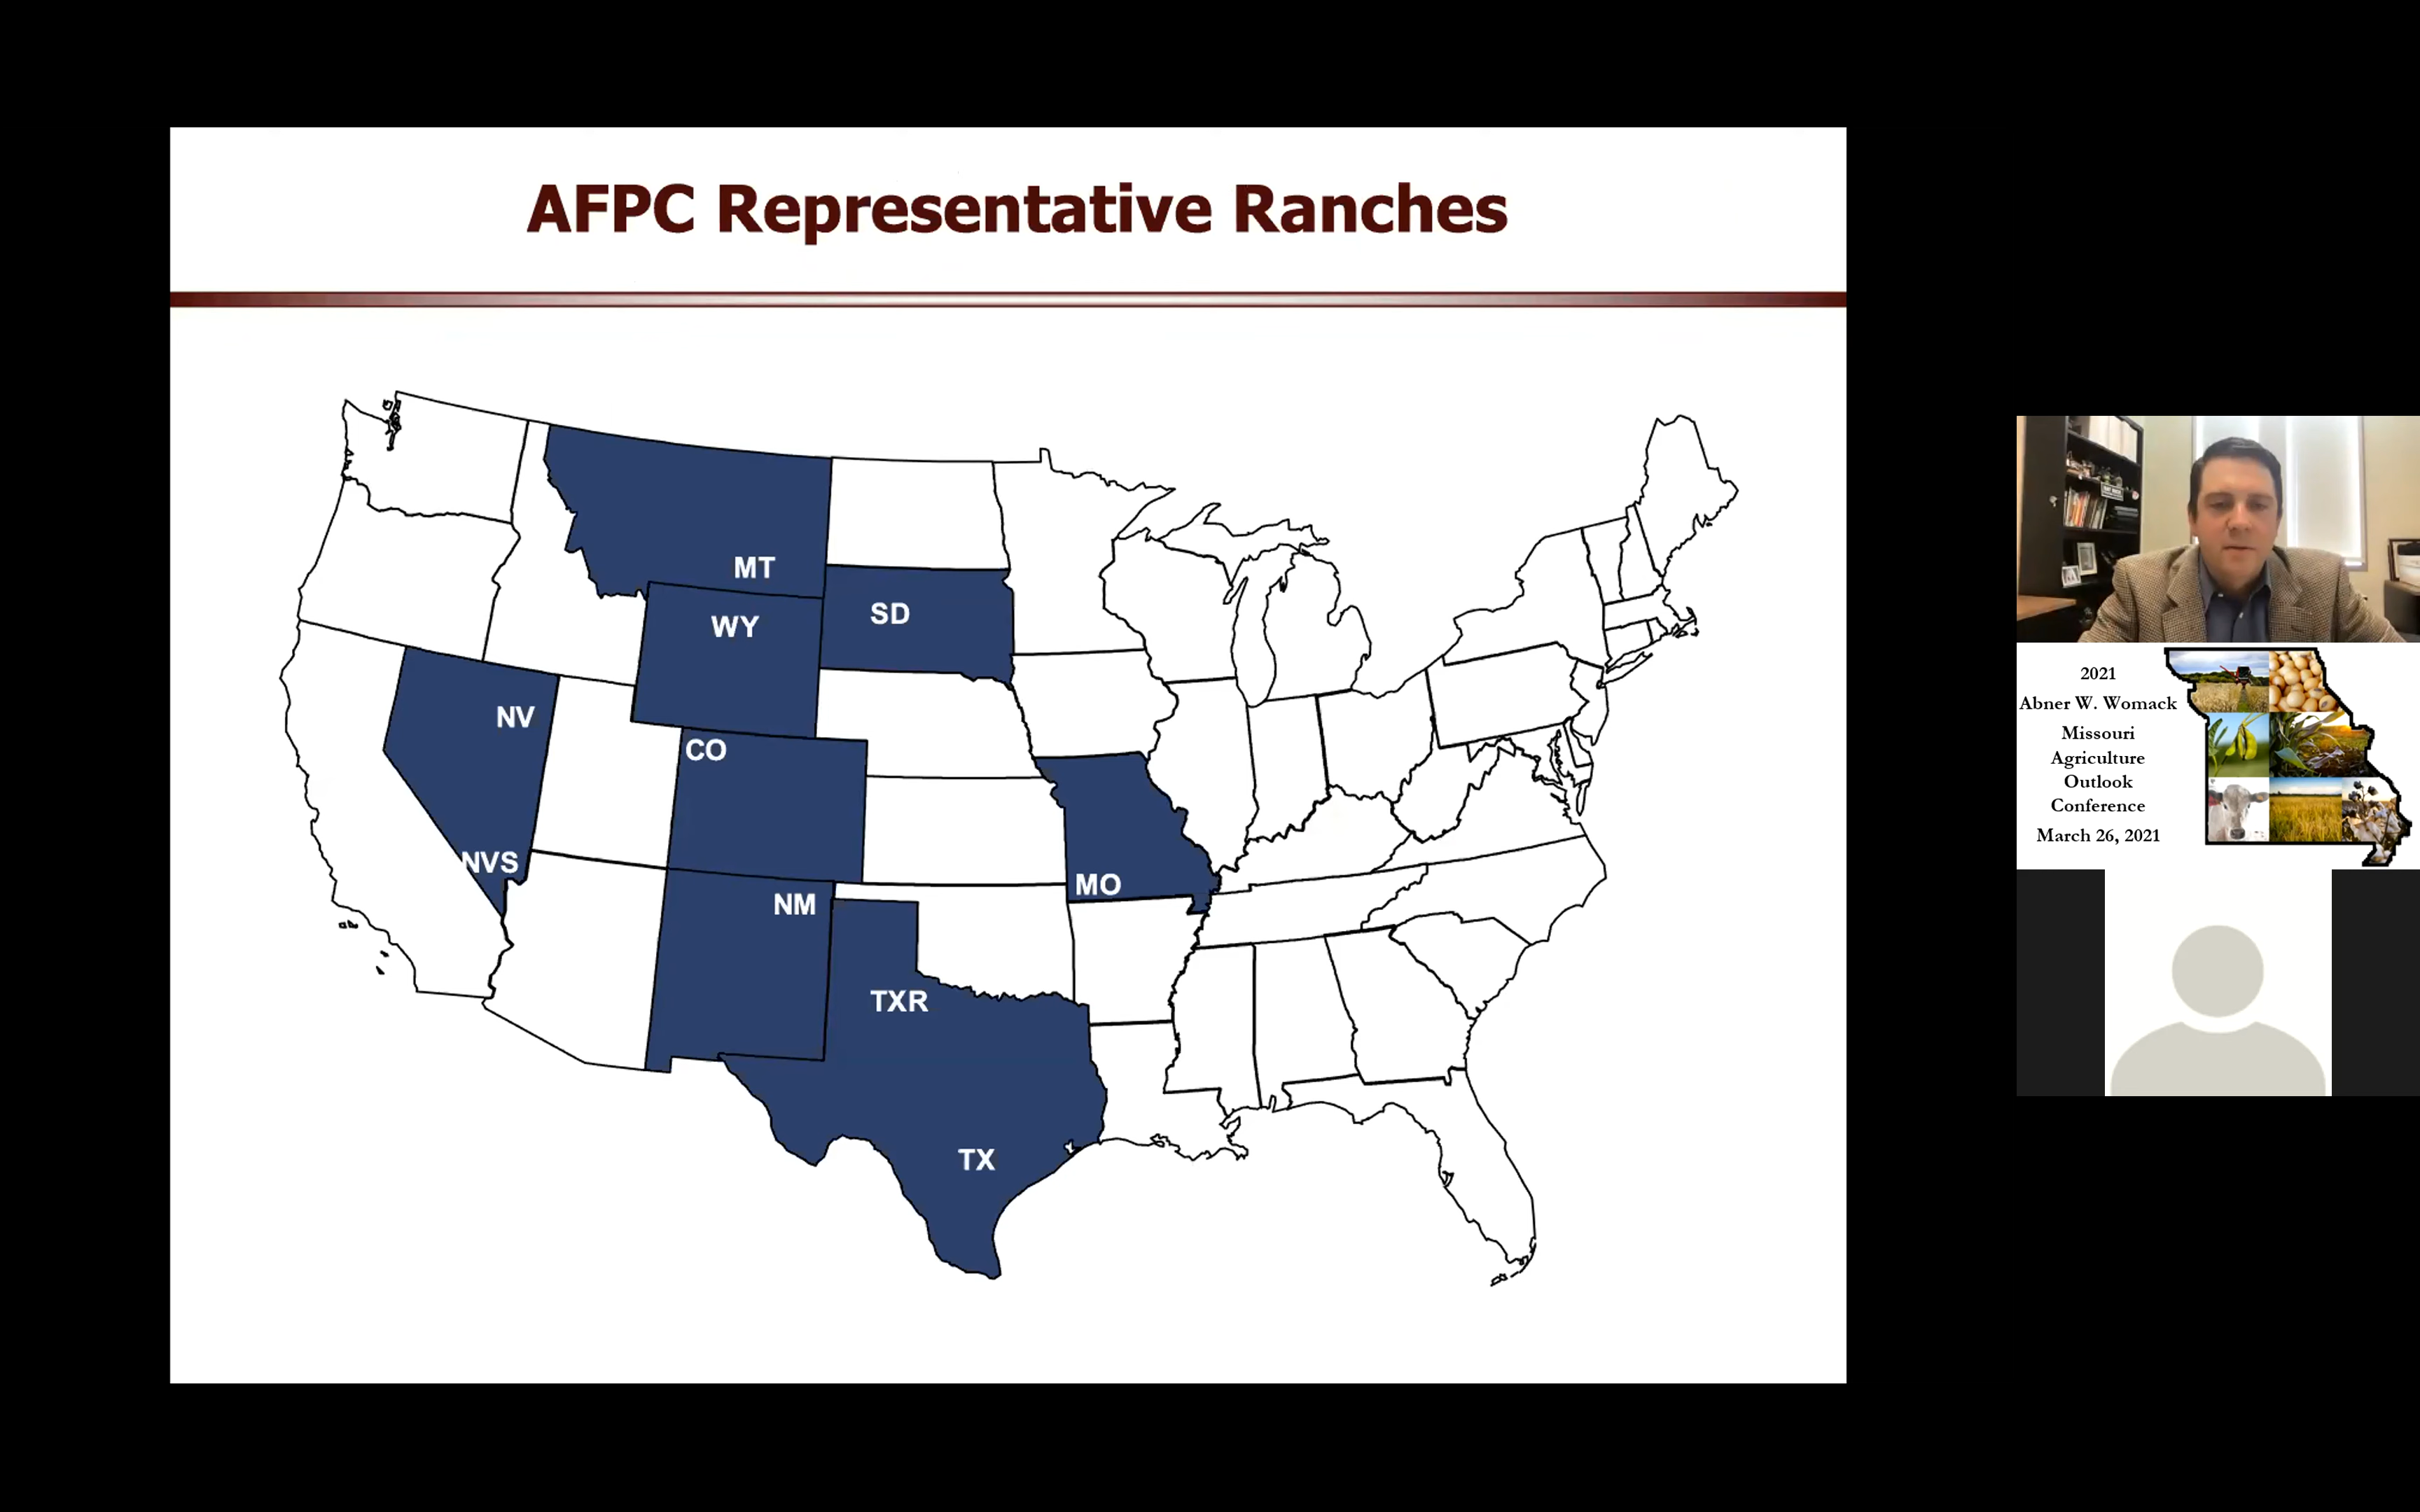 AFPC Representative Ranches
MT
WY
SD
NV
CO
NVS
MO
NM
TXR
TX
2021
Abner W. Womack
Missouri
Agriculture
Outlook
Conference
March 26, 2021